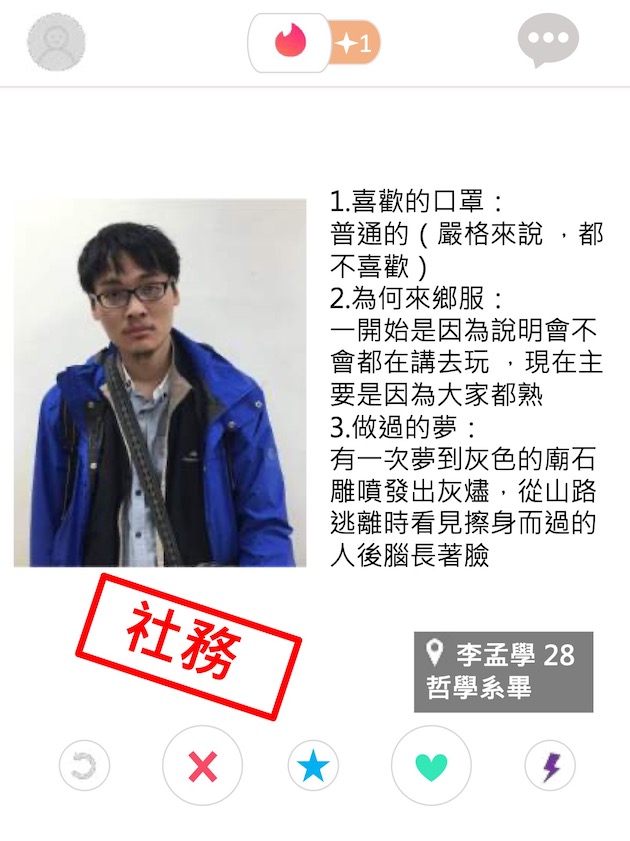 1
1.喜歡的口罩：
普通的（嚴格來說，都
不喜歡）
2.為何來鄉服：
一開始是因為說明會不
會都在講去玩，現在主
要是因為大家都熟
3.做過的夢：
有一次夢到灰色的廟石
雕噴發出灰燼，從山路
逃離時看見擦身而過的
人後腦長著臉
社務
李孟學 28
哲學系畢